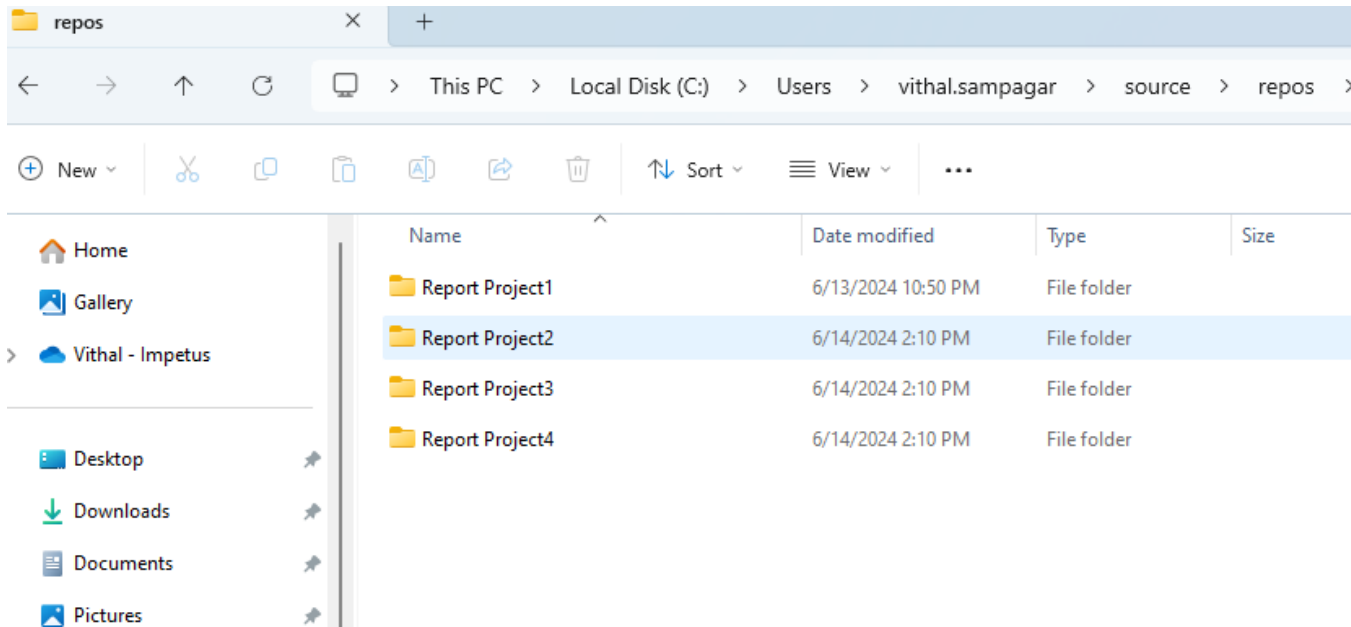 repos
This PC > Local Disk (C:) > Users > vithal.sampagar > source > repos >
New Sort View
Name Date modified Type Size
Home
Report Project1 6/13/2024 10:50 PM File folder
Gallery
Report Project2 6/14/2024 2:10 PM File folder
Vithal - Impetus
Report Project3 6/14/2024 2:10 PM File folder
Report Project4 6/14/2024 2:10 PM File folder
Desktop
Downloads
Documents
Pictures